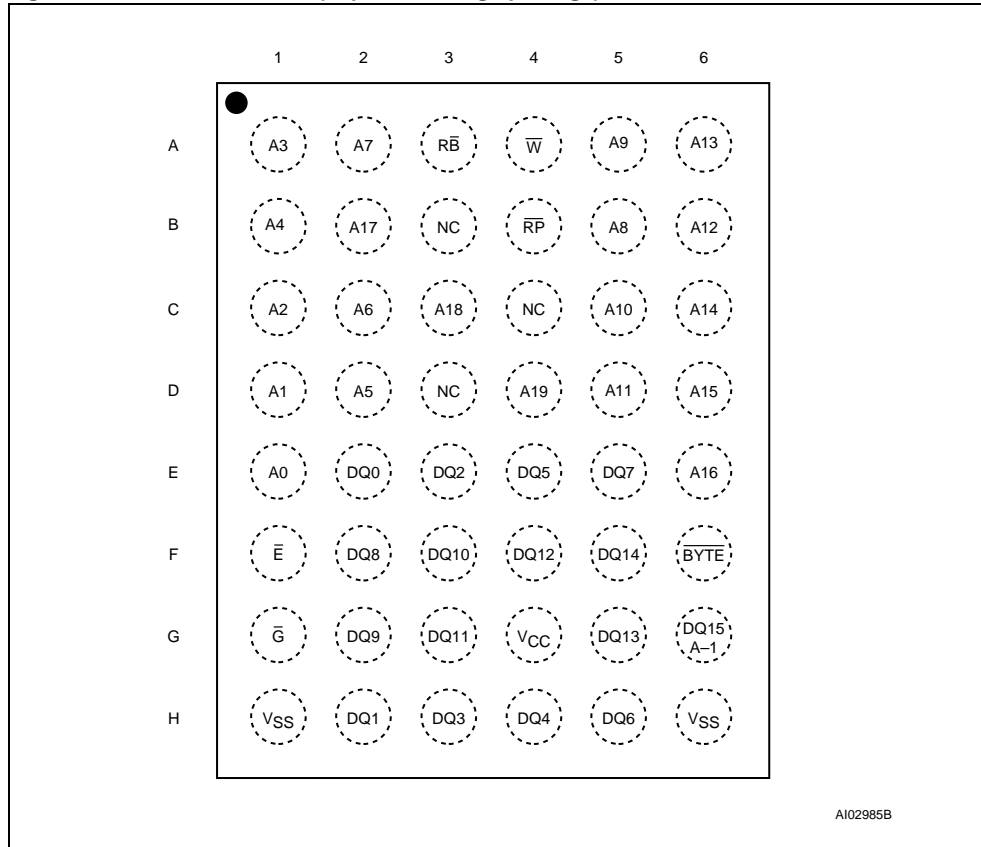 1 2 3 4 5 6
A A3 A7 RB̅ W̅ A9 A13
B A4 A17 NC R̅P̅ A8 A12
C A2 A6 A18 NC A10 A14
D A1 A5 NC A19 A11 A15
E A0 DQ0 DQ2 DQ5 DQ7 A16
F E̅ DQ8 DQ10 DQ12 DQ14 B̅Y̅T̅E̅
G G̅ DQ9 DQ11 VCC DQ13 DQ15
A–1
H VSS DQ1 DQ3 DQ4 DQ6 VSS
AI02985B